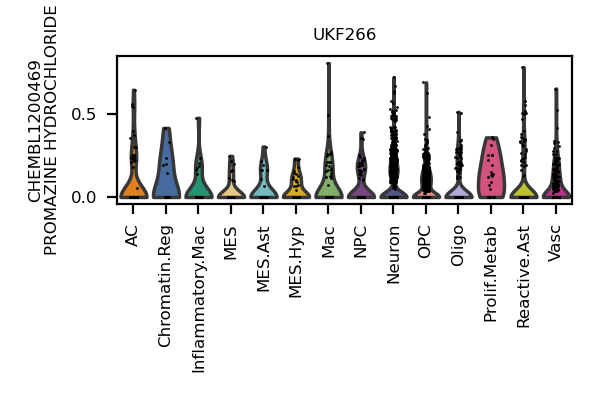 UKF266
CHEMBL1200469
PROMAZINE HYDROCHLORIDE
0.5
0.0
AC
Chromatin.Reg
Inflammatory.Mac
MES
MES.Ast
MES.Hyp
Mac
NPC
Neuron
OPC
Oligo
Prolif.Metab
Reactive.Ast
Vasc